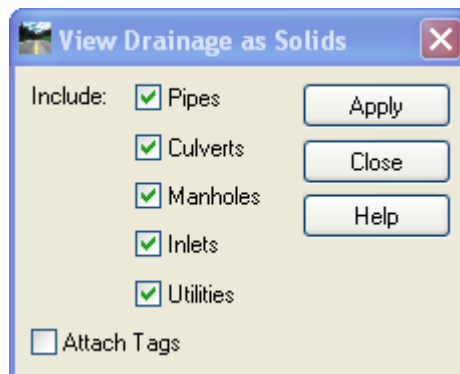 View Drainage as Solids
Include: Pipes Apply
Culverts Close
Manholes Help
Inlets
Utilities
Attach Tags